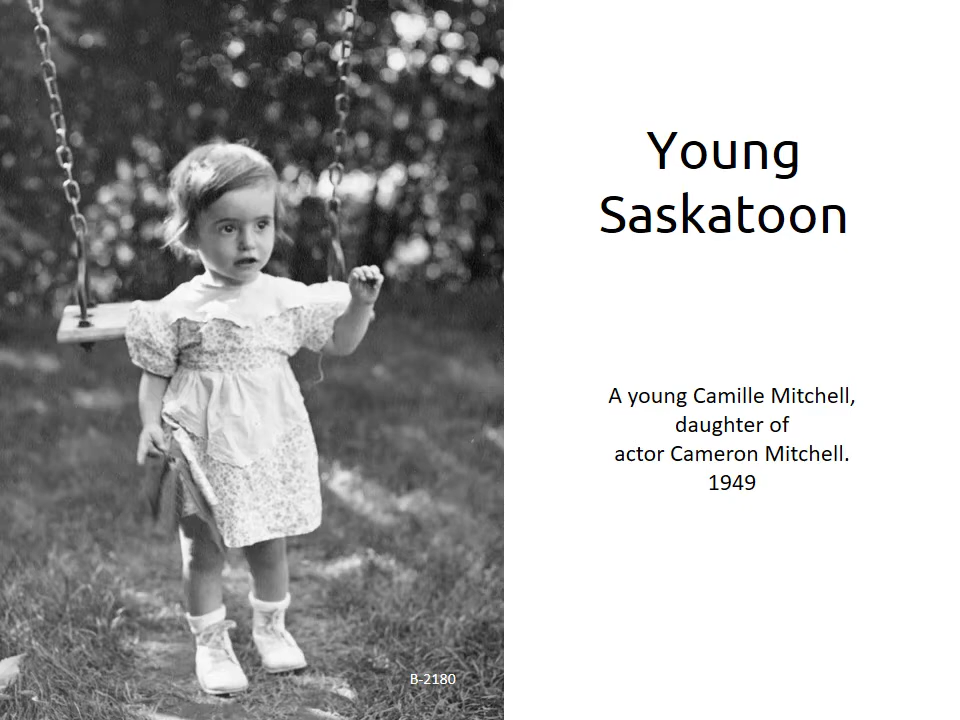 Young
Saskatoon
A young Camille Mitchell,
daughter of
actor Cameron Mitchell.
1949
B-2180